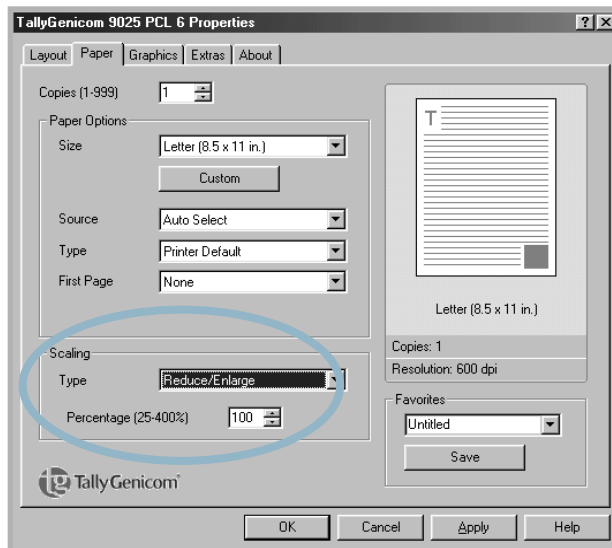 TallyGenicom 9025 PCL 6 Properties
Layout Paper Graphics Extras About
Copies (1-999) 1
Paper Options
Size Letter (8.5 x 11 in.)
Custom
Source Auto Select
Type Printer Default
First Page None
Scaling
Type Reduce/Enlarge
Percentage (25-400%) 100
TallyGenicom
T
Letter (8.5 x 11 in.)
Copies: 1
Resolution: 600 dpi
Favorites
Untitled
Save
OK Cancel Apply Help